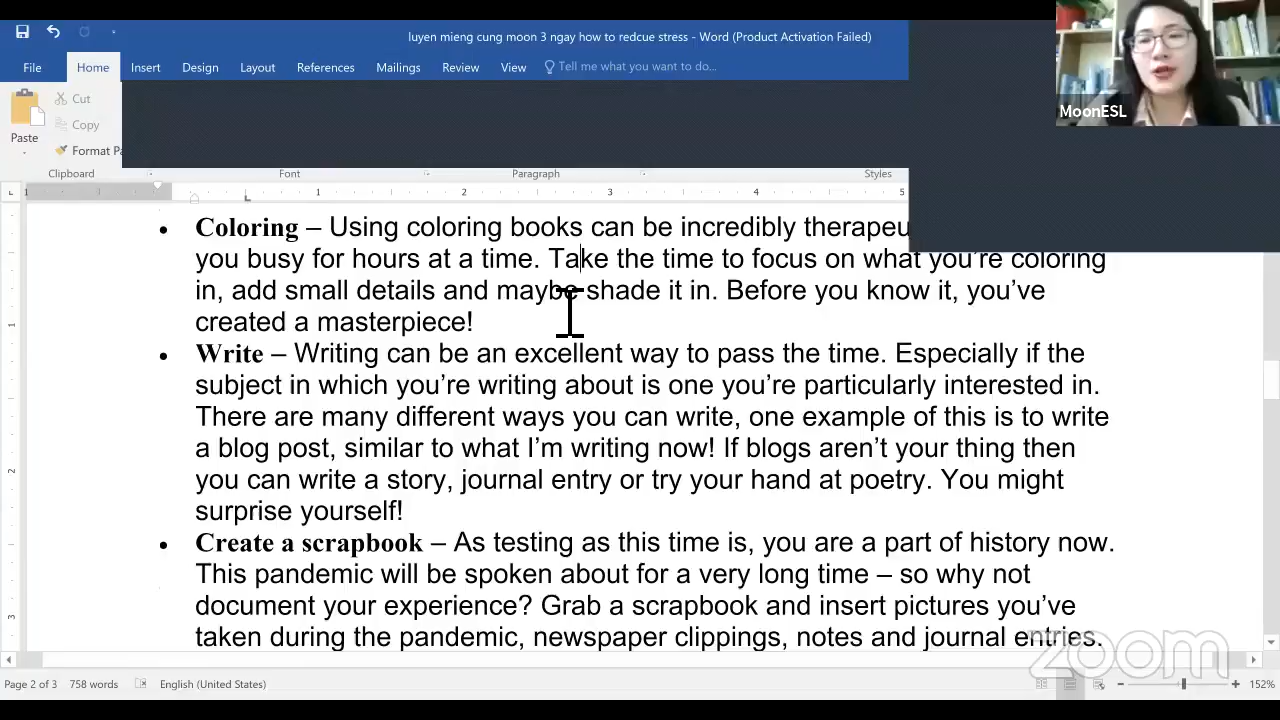 luyen mieng cung moon 3 ngay how to redcue stress - Word (Product Activation Failed)
File Home Insert Design Layout References Mailings Review View Tell me what you want to do...
MoonESL
Cut
Copy
Paste
Format Pa
Clipboard Font Paragraph Styles
1 1 2 3 4 5
• Coloring – Using coloring books can be incredibly therapeu
you busy for hours at a time. Take the time to focus on what you're coloring
in, add small details and maybe shade it in. Before you know it, you've
created a masterpiece!
• Write – Writing can be an excellent way to pass the time. Especially if the
subject in which you're writing about is one you're particularly interested in.
There are many different ways you can write, one example of this is to write
a blog post, similar to what I'm writing now! If blogs aren't your thing then
you can write a story, journal entry or try your hand at poetry. You might
surprise yourself!
• Create a scrapbook – As testing as this time is, you are a part of history now.
This pandemic will be spoken about for a very long time – so why not
document your experience? Grab a scrapbook and insert pictures you've
taken during the pandemic, newspaper clippings, notes and journal entries.
1
2
3
zoom
Page 2 of 3 758 words English (United States) 152%